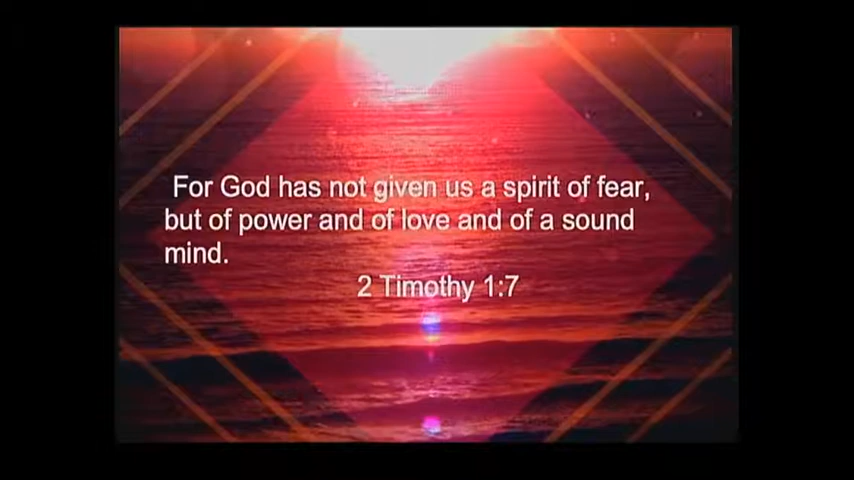 For God has not given us a spirit of fear,
but of power and of love and of a sound
mind.
2 Timothy 1:7